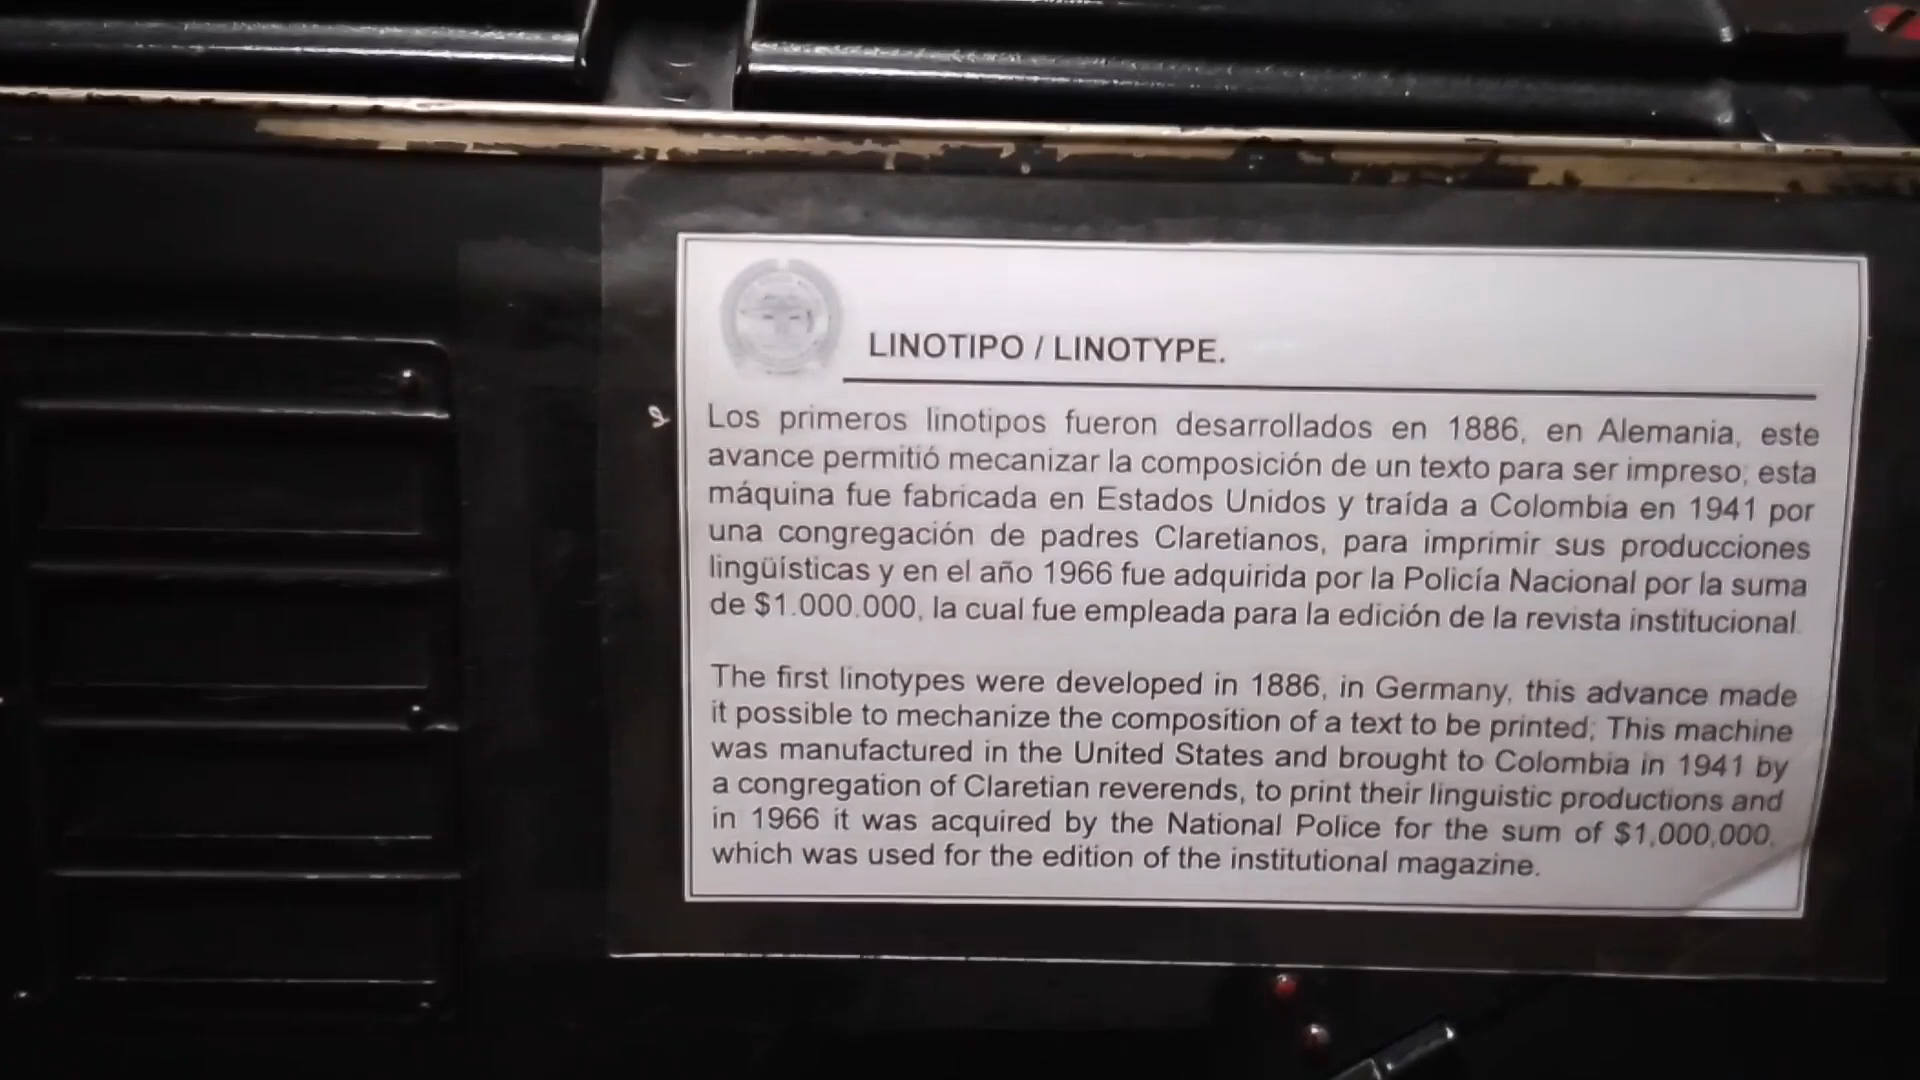 LINOTIPO / LINOTYPE.
Los primeros linotipos fueron desarrollados en 1886, en Alemania, este
avance permitió mecanizar la composición de un texto para ser impreso; esta
máquina fue fabricada en Estados Unidos y traída a Colombia en 1941 por
una congregación de padres Claretianos, para imprimir sus producciones
lingüísticas y en el año 1966 fue adquirida por la Policía Nacional por la suma
de $1.000.000, la cual fue empleada para la edición de la revista institucional.
The first linotypes were developed in 1886, in Germany, this advance made
it possible to mechanize the composition of a text to be printed; This machine
was manufactured in the United States and brought to Colombia in 1941 by
a congregation of Claretian reverends, to print their linguistic productions and
in 1966 it was acquired by the National Police for the sum of $1,000,000,
which was used for the edition of the institutional magazine.